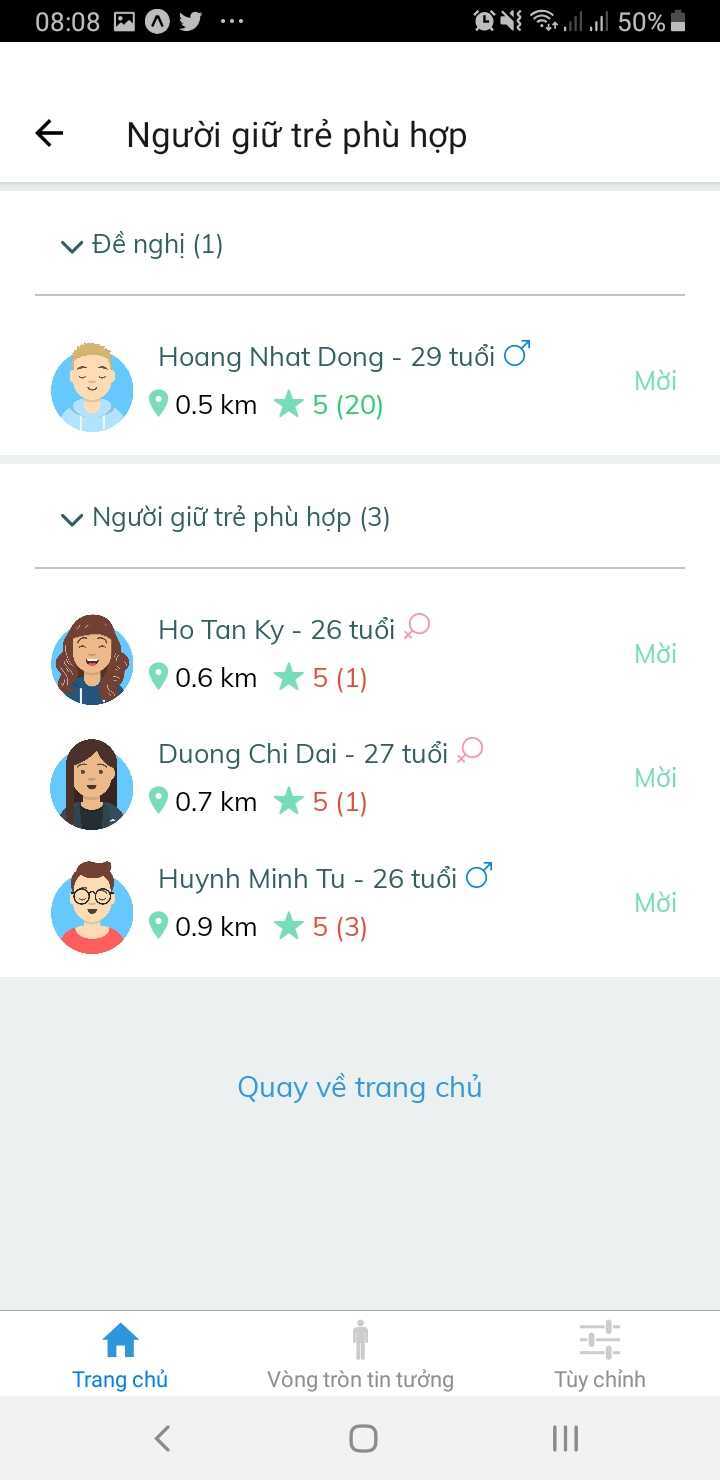 08:08
50%
Người giữ trẻ phù hợp
Đề nghị (1)
Hoang Nhat Dong - 29 tuổi
Mời
0.5 km 5 (20)
Người giữ trẻ phù hợp (3)
Ho Tan Ky - 26 tuổi
Mời
0.6 km 5 (1)
Duong Chi Dai - 27 tuổi
Mời
0.7 km 5 (1)
Huynh Minh Tu - 26 tuổi
Mời
0.9 km 5 (3)
Quay về trang chủ
Trang chủ
Vòng tròn tin tưởng
Tùy chỉnh